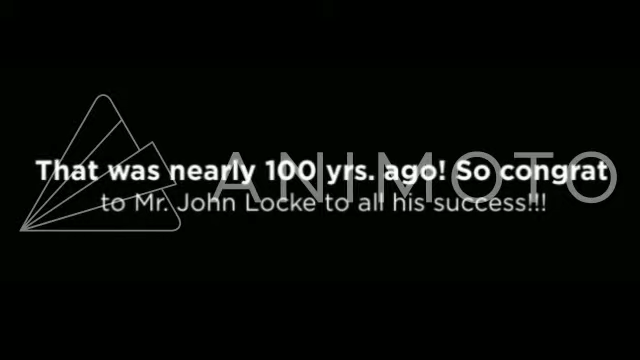 That was nearly 100 yrs. ago! So congrat
to Mr. John Locke to all his success!!!
ANIMOTO